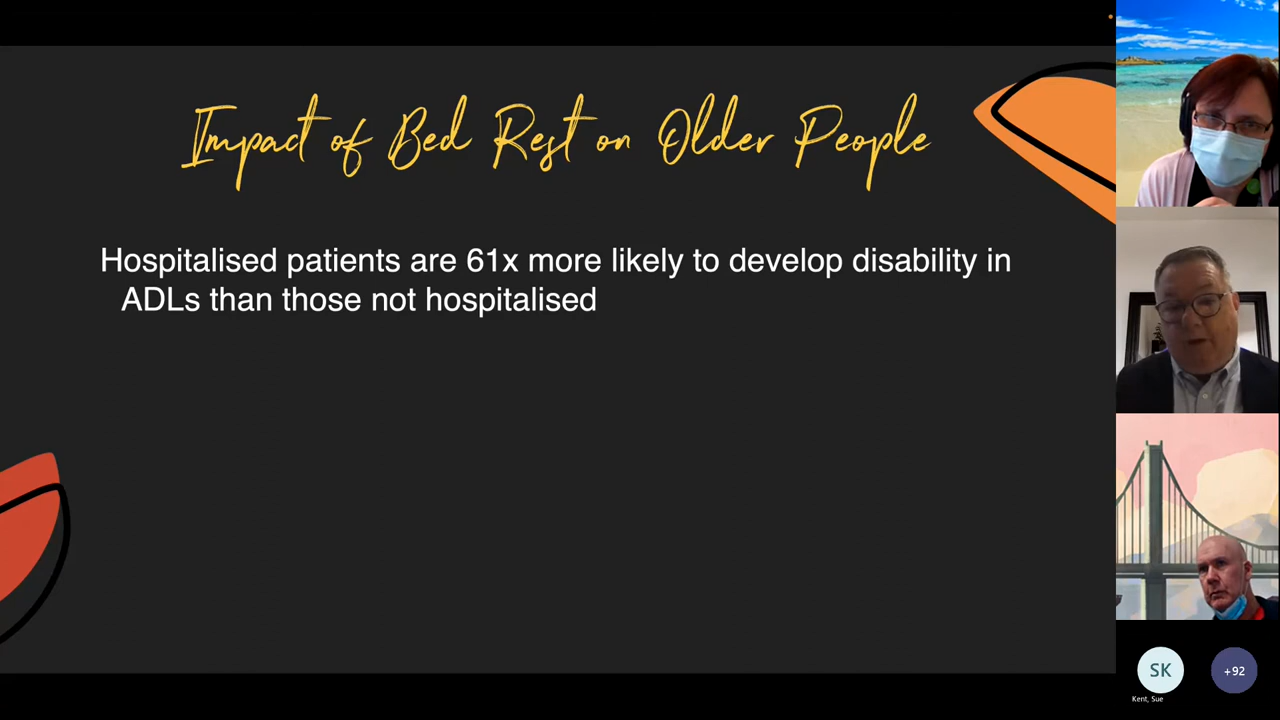 Impact of Bed Rest on Older People
Hospitalised patients are 61x more likely to develop disability in
ADLs than those not hospitalised
SK
+92
Kent, Sue